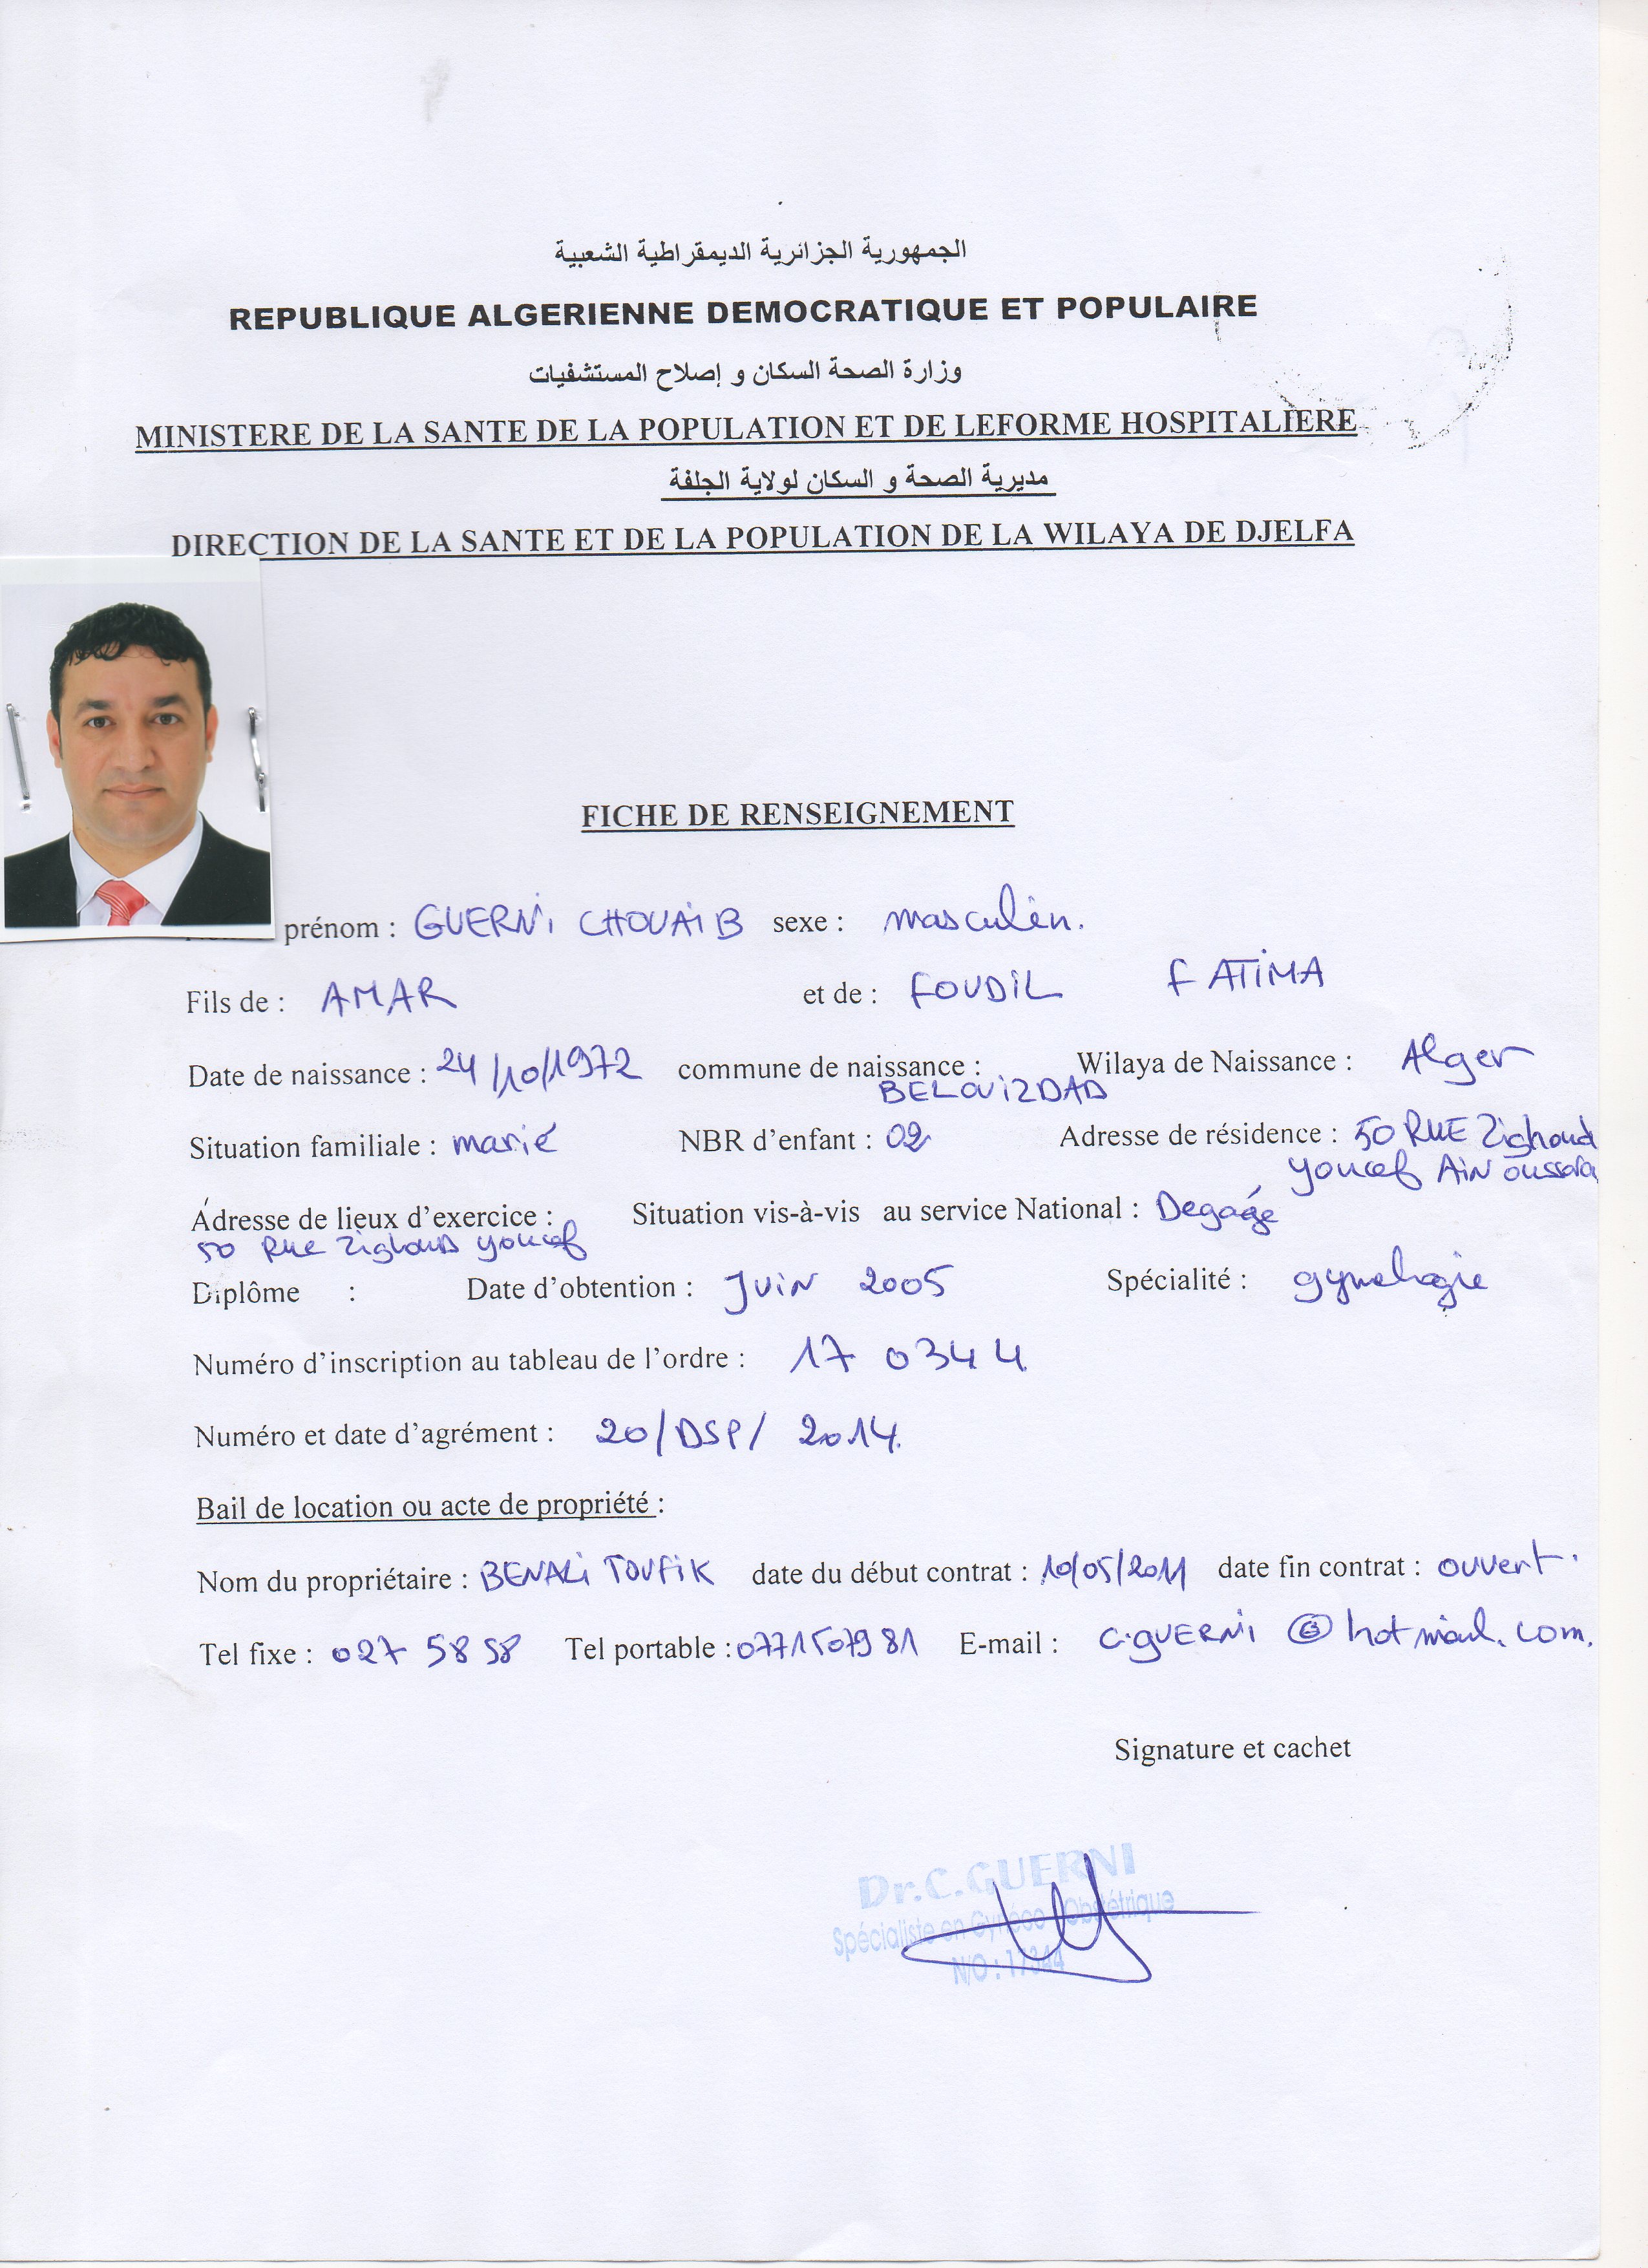 الجمهورية الجزائرية الديمقراطية الشعبية
REPUBLIQUE ALGERIENNE DEMOCRATIQUE ET POPULAIRE
وزارة الصحة السكان و إصلاح المستشفيات
MINISTERE DE LA SANTE DE LA POPULATION ET DE LEFORME HOSPITALIERE
مديرية الصحة و السكان لولاية الجلفة
DIRECTION DE LA SANTE ET DE LA POPULATION DE LA WILAYA DE DJELFA
FICHE DE RENSEIGNEMENT
prénom : GUERNI CHOUAIB sexe : masculin.
Fils de : AMAR et de : FOUDIL FATIMA
Date de naissance : 24/10/1972 commune de naissance : Wilaya de Naissance : Alger
BELOUIZDAD
Situation familiale : marié NBR d'enfant : 02 Adresse de résidence : 50 RUE Zighoud
youcef AiN oussera
Adresse de lieux d'exercice : Situation vis-à-vis au service National : Degagé
50 Rue Zighoud youcef
Diplôme : Date d'obtention : JUIN 2005 Spécialité : gynelogie
Numéro d'inscription au tableau de l'ordre : 17 0344
Numéro et date d'agrément : 20/DSP/ 2014.
Bail de location ou acte de propriété :
Nom du propriétaire : BENALI TOUFIK date du début contrat : 10/05/2011 date fin contrat : ouvert.
Tel fixe : 027 58 58 Tel portable : 0771507981 E-mail : c.GUERNI @ hotmail.com.
Signature et cachet
Dr.C.GUERNI
Spécialiste en Gynéco Obstétrique
N/O : 17344